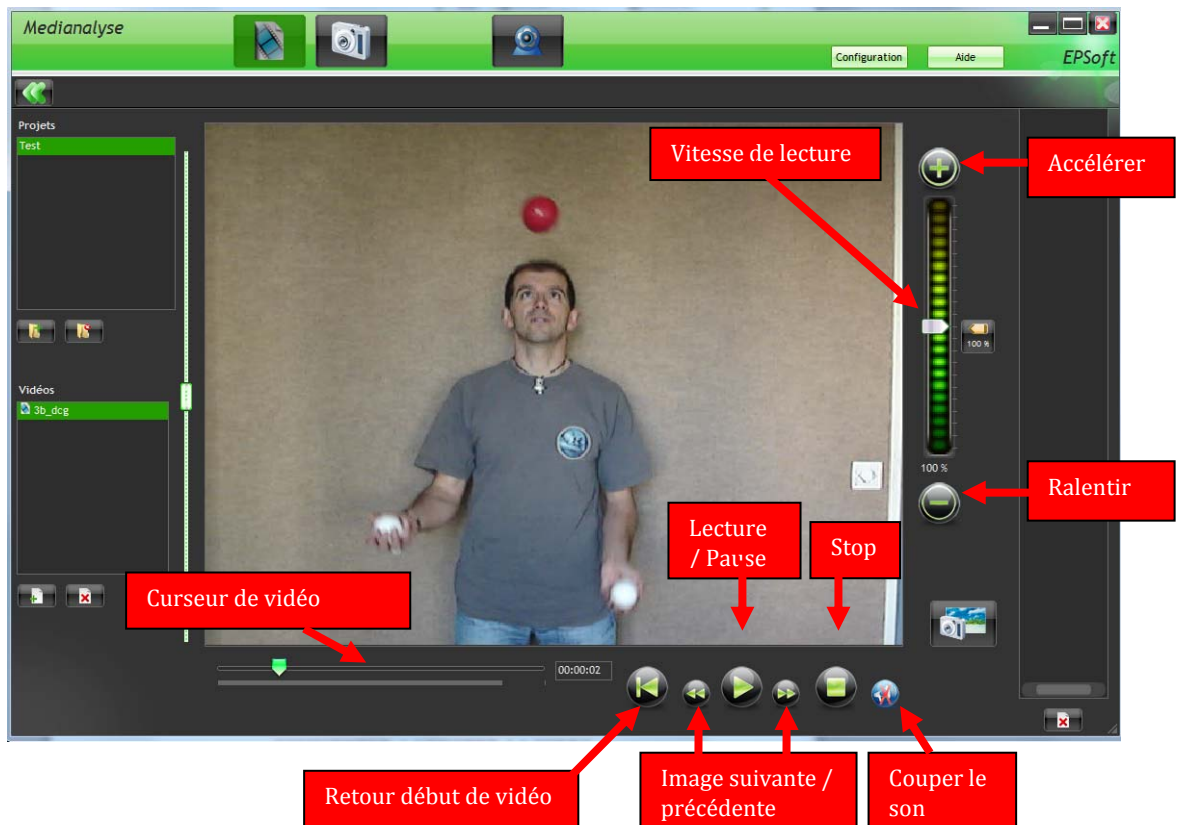 Medianalyse
Configuration
Aide
EPSoft
Projets
Test
Vitesse de lecture
Accélérer
100 %
Vidéos
3b_dcg
100 %
Ralentir
Lecture
/ Pause
Stop
Curseur de vidéo
00:00:02
Retour début de vidéo
Image suivante /
précédente
Couper le
son